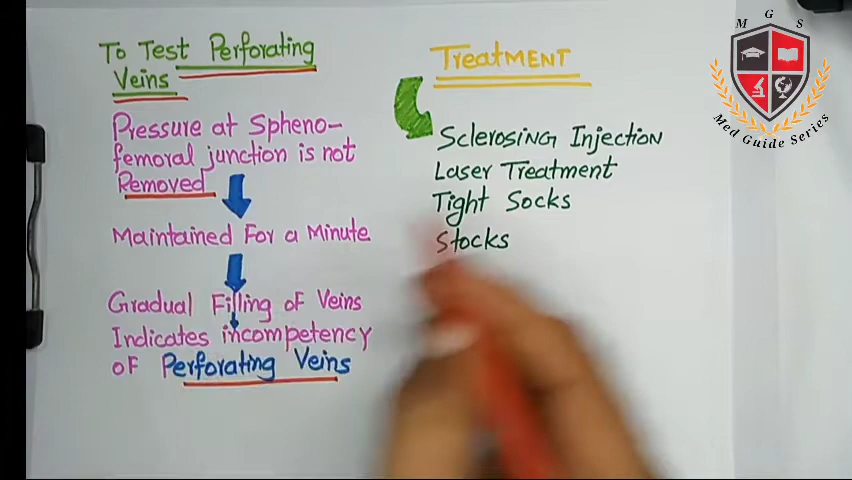 To Test Perforating
Veins
Pressure at Spheno-
femoral junction is not
Removed
Maintained For a Minute
Gradual Filling of Veins
Indicates incompetency
of Perforating Veins
Treatment
Sclerosing Injection
Laser Treatment
Tight Socks
Stocks
M G S
Med Guide Series